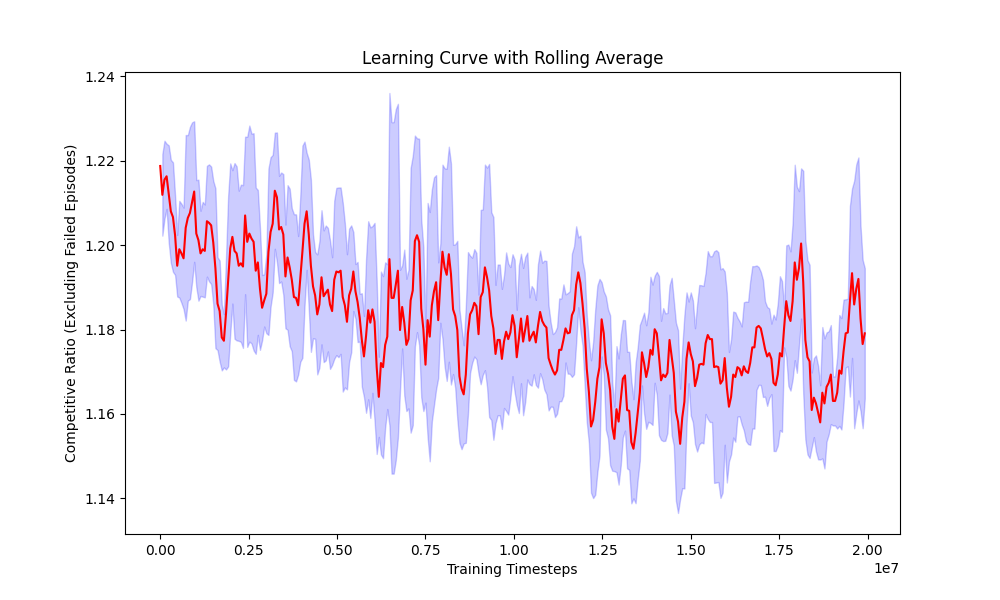 Learning Curve with Rolling Average
Competitive Ratio (Excluding Failed Episodes)
1.24
1.22
1.20
1.18
1.16
1.14
0.00 0.25 0.50 0.75 1.00 1.25 1.50 1.75 2.00
1e7
Training Timesteps